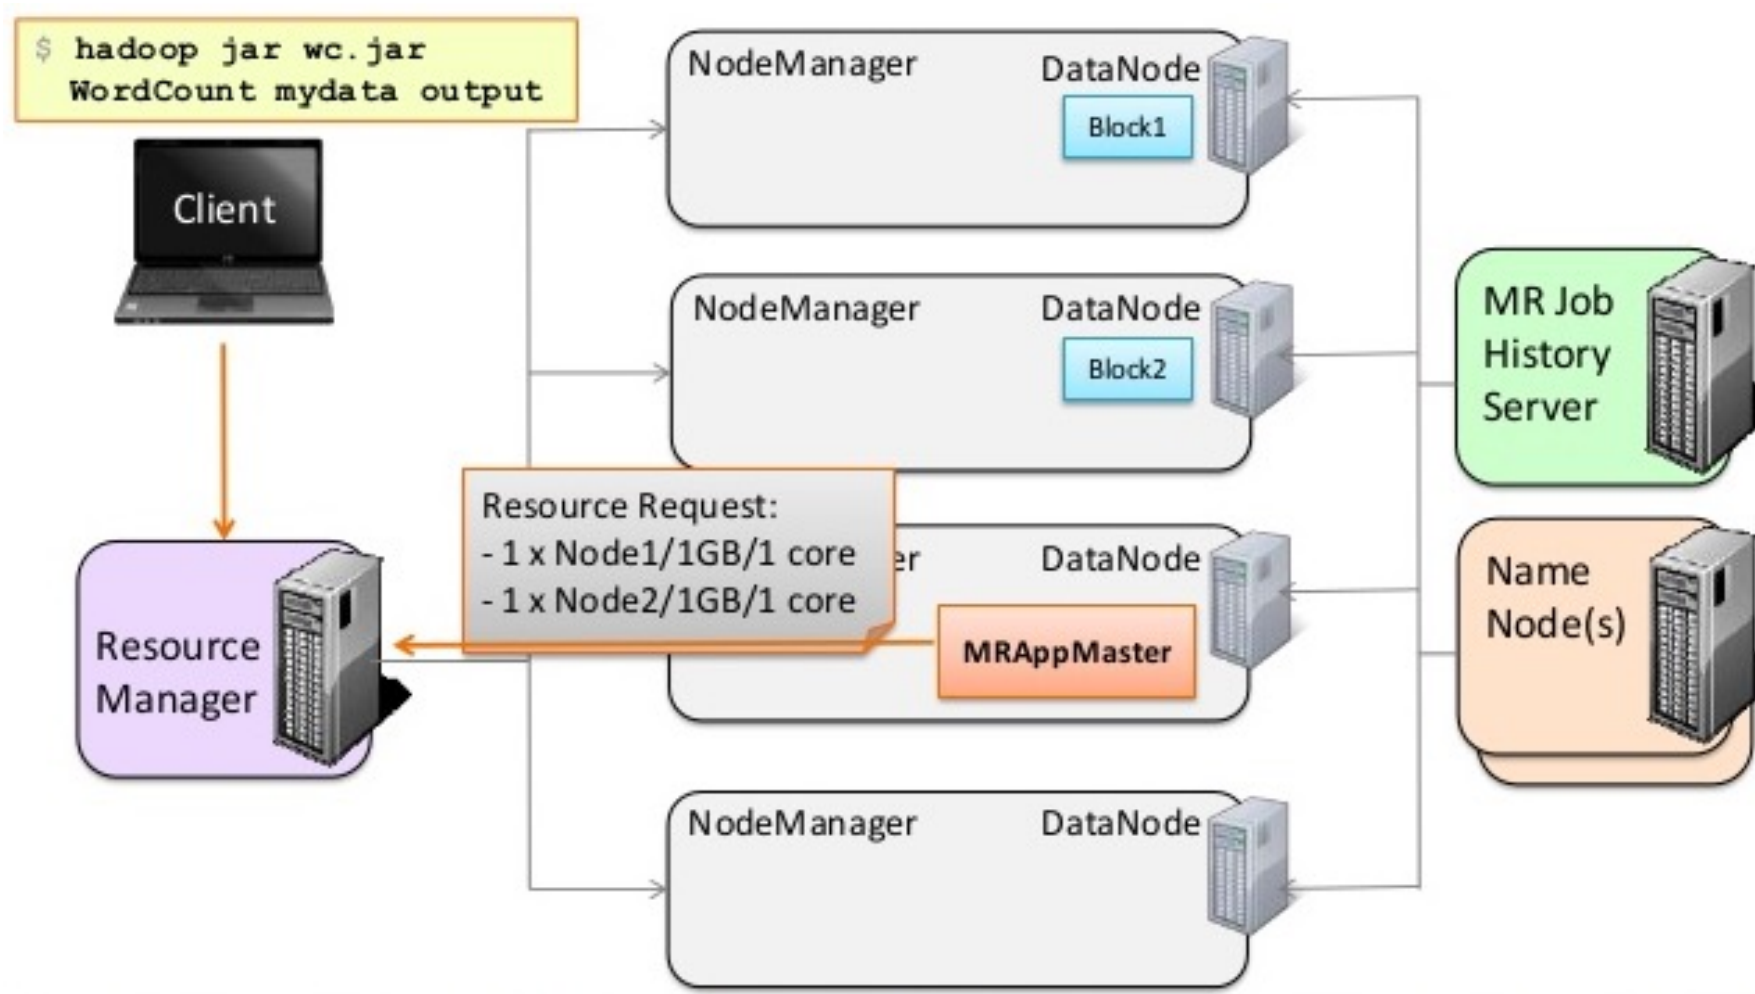 $ hadoop jar wc.jar
WordCount mydata output
Client
NodeManager
DataNode
Block1
NodeManager
DataNode
Block2
MR Job
History
Server
Resource Request:
- 1 x Node1/1GB/1 core
- 1 x Node2/1GB/1 core
er
DataNode
MRAppMaster
Name
Node(s)
Resource
Manager
NodeManager
DataNode